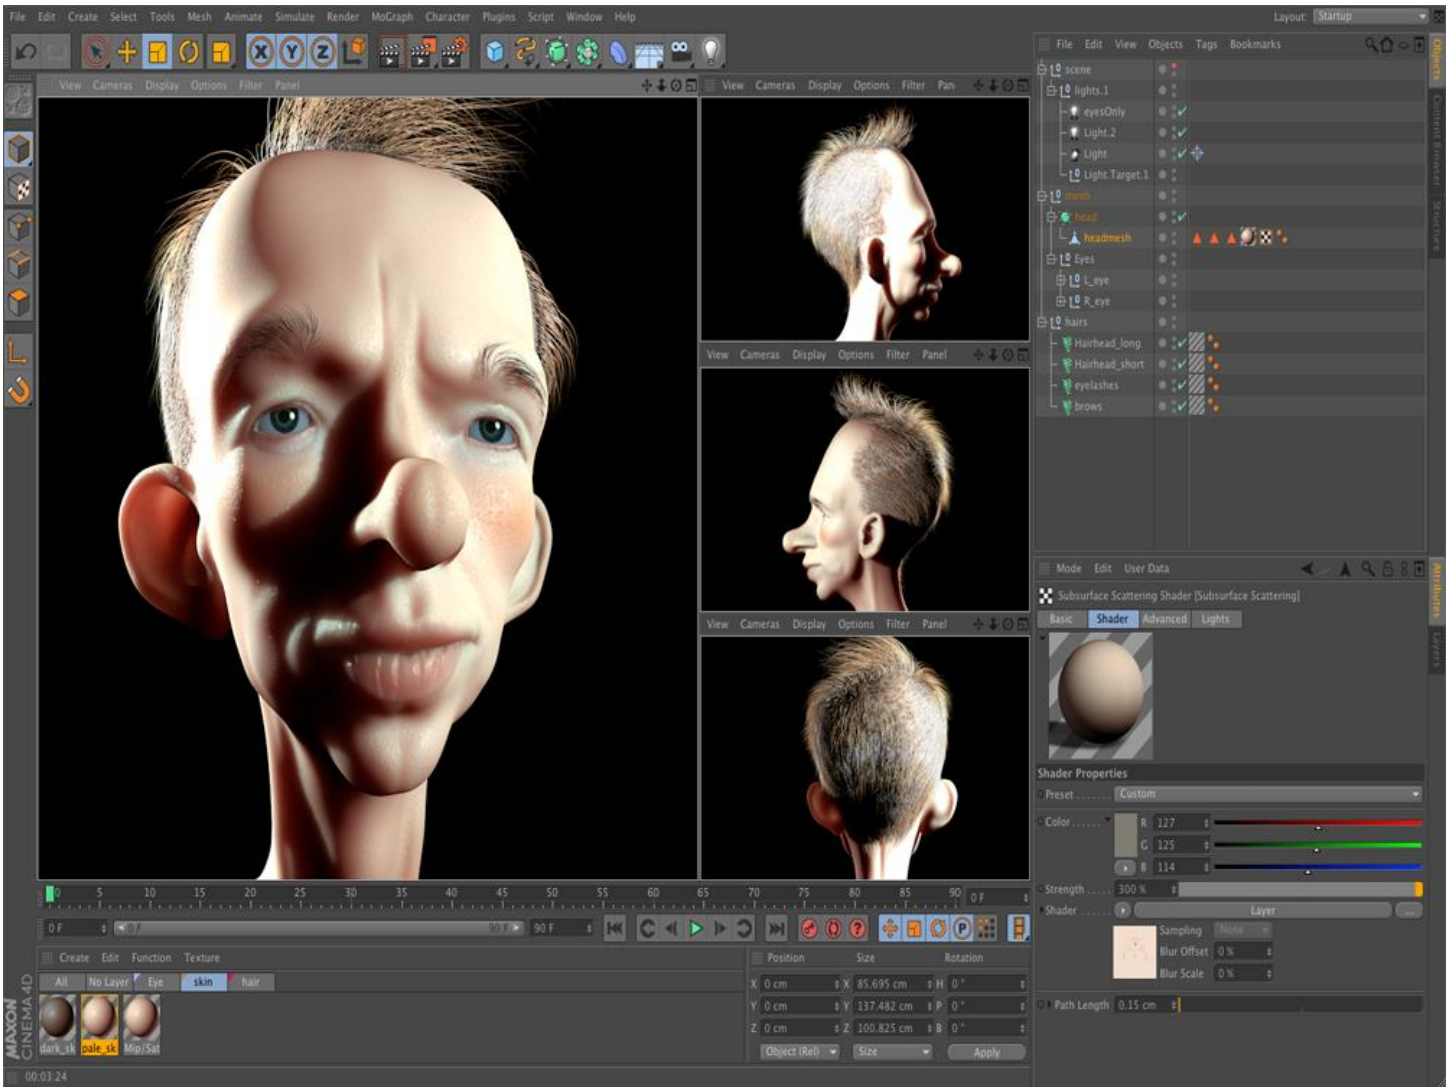 File Edit Create Select Tools Mesh Animate Simulate Render MoGraph Character Plugins Script Window Help
Layout: Startup
View Cameras Display Options Filter Panel
View Cameras Display Options Filter Pan
View Cameras Display Options Filter Panel
View Cameras Display Options Filter Panel
File Edit View Objects Tags Bookmarks
scene
lights.1
eyesOnly
Light.2
Light
Light.Target.1
mesh
head
headmesh
Eyes
L_eye
R_eye
hairs
Hairhead_long
Hairhead_short
eyelashes
brows
Objects
Content Browser
Structure
Mode Edit User Data
Subsurface Scattering Shader [Subsurface Scattering]
Basic Shader Advanced Lights
Shader Properties
Preset ....... Custom
Color ...... R 127
G 125
B 114
Strength ..... 300 %
Shader ....... Layer ...
Sampling None
Blur Offset 0 %
Blur Scale 0 %
Path Length 0.15 cm
Attributes
Layers
0 5 10 15 20 25 30 35 40 45 50 55 60 65 70 75 80 85 90 0 F
0 F 0 F 90 F 90 F
Create Edit Function Texture
All No Layer Eye skin hair
dark_sk pale_sk Mip/Sat
Position Size Rotation
X 0 cm X 85.695 cm H 0 °
Y 0 cm Y 137.482 cm P 0 °
Z 0 cm Z 100.825 cm B 0 °
Object (Rel) Size Apply
MAXON
CINEMA 4D
00:03:24